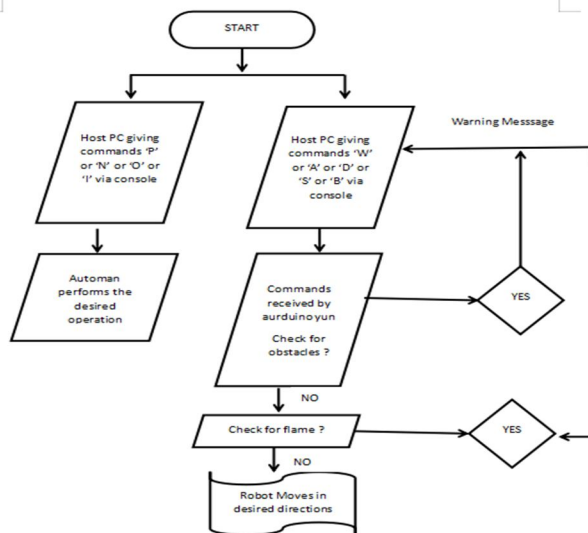 START
Host PC giving
commands ‘P’
or ‘N’ or ‘O’ or
‘I’ via console
Host PC giving
commands ‘W’
or ‘A’ or ‘D’ or
‘S’ or ‘B’ via
console
Warning Messsage
Automan
performs the
desired
operation
Commands
received by
aurduino yun
Check for
obstacles ?
YES
NO
Check for flame ?
YES
NO
Robot Moves in
desired directions